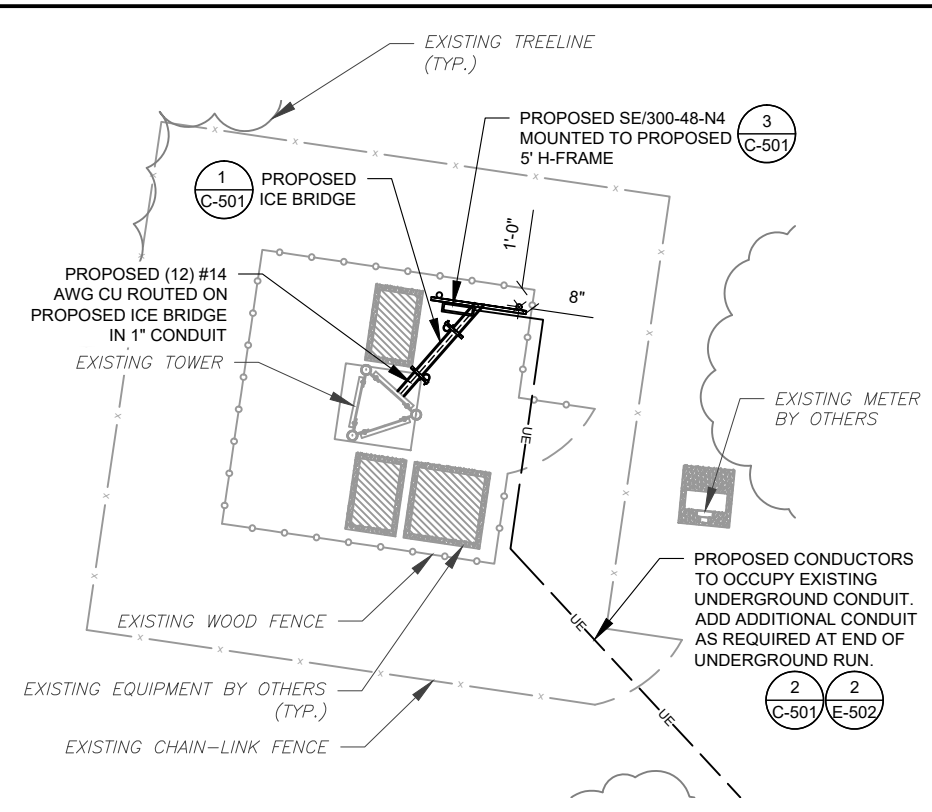 EXISTING TREELINE
(TYP.)
PROPOSED SE/300-48-N4
MOUNTED TO PROPOSED
5' H-FRAME
3
C-501
1
C-501
PROPOSED
ICE BRIDGE
1'-0"
8"
PROPOSED (12) #14
AWG CU ROUTED ON
PROPOSED ICE BRIDGE
IN 1" CONDUIT
EXISTING TOWER
EXISTING METER
BY OTHERS
UE
PROPOSED CONDUCTORS
TO OCCUPY EXISTING
UNDERGROUND CONDUIT.
ADD ADDITIONAL CONDUIT
AS REQUIRED AT END OF
UNDERGROUND RUN.
2
C-501
2
E-502
UE
UE
EXISTING WOOD FENCE
EXISTING EQUIPMENT BY OTHERS
(TYP.)
EXISTING CHAIN-LINK FENCE